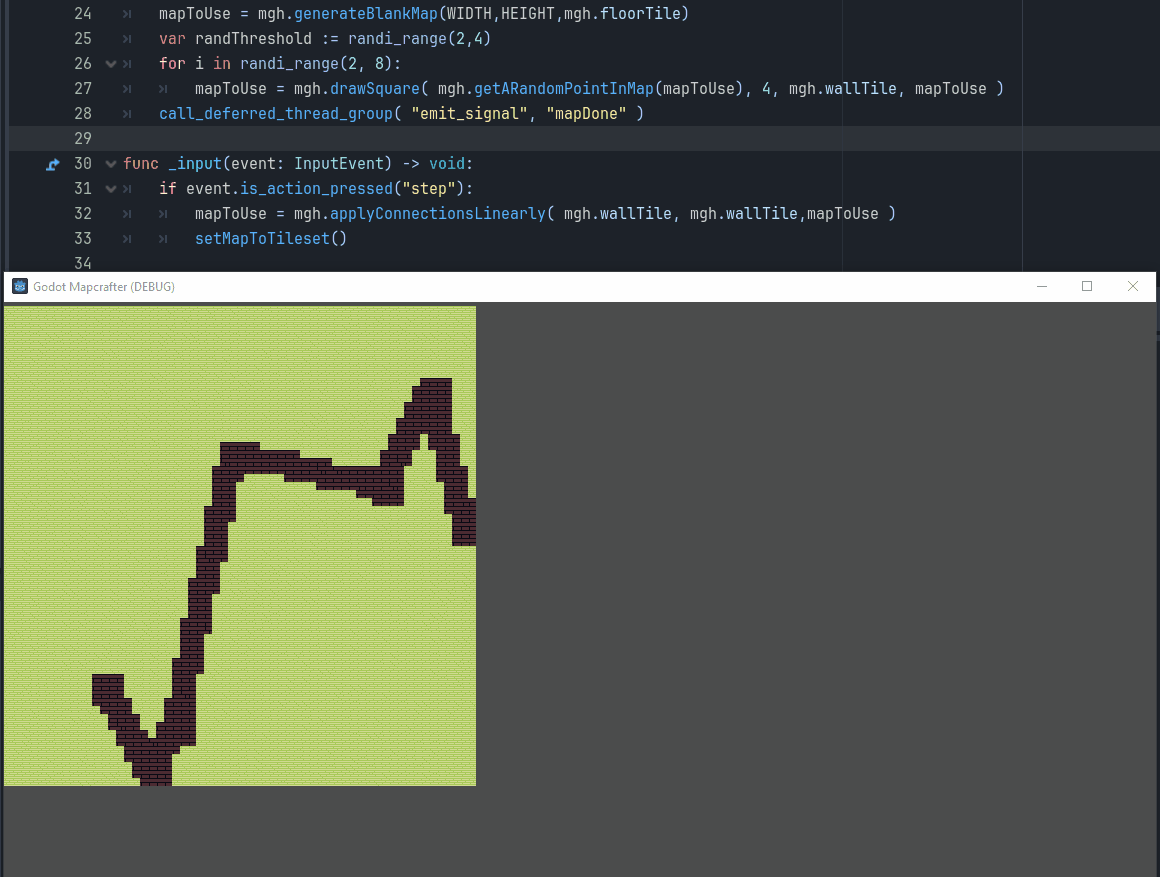 24 mapToUse = mgh.generateBlankMap(WIDTH,HEIGHT,mgh.floorTile)
25 var randThreshold := randi_range(2,4)
26 for i in randi_range(2, 8):
27 mapToUse = mgh.drawSquare( mgh.getARandomPointInMap(mapToUse), 4, mgh.wallTile, mapToUse )
28 call_deferred_thread_group( "emit_signal", "mapDone" )
29
30 func _input(event: InputEvent) -> void:
31 if event.is_action_pressed("step"):
32 mapToUse = mgh.applyConnectionsLinearly( mgh.wallTile, mgh.wallTile,mapToUse )
33 setMapToTileset()
34
Godot Mapcrafter (DEBUG)